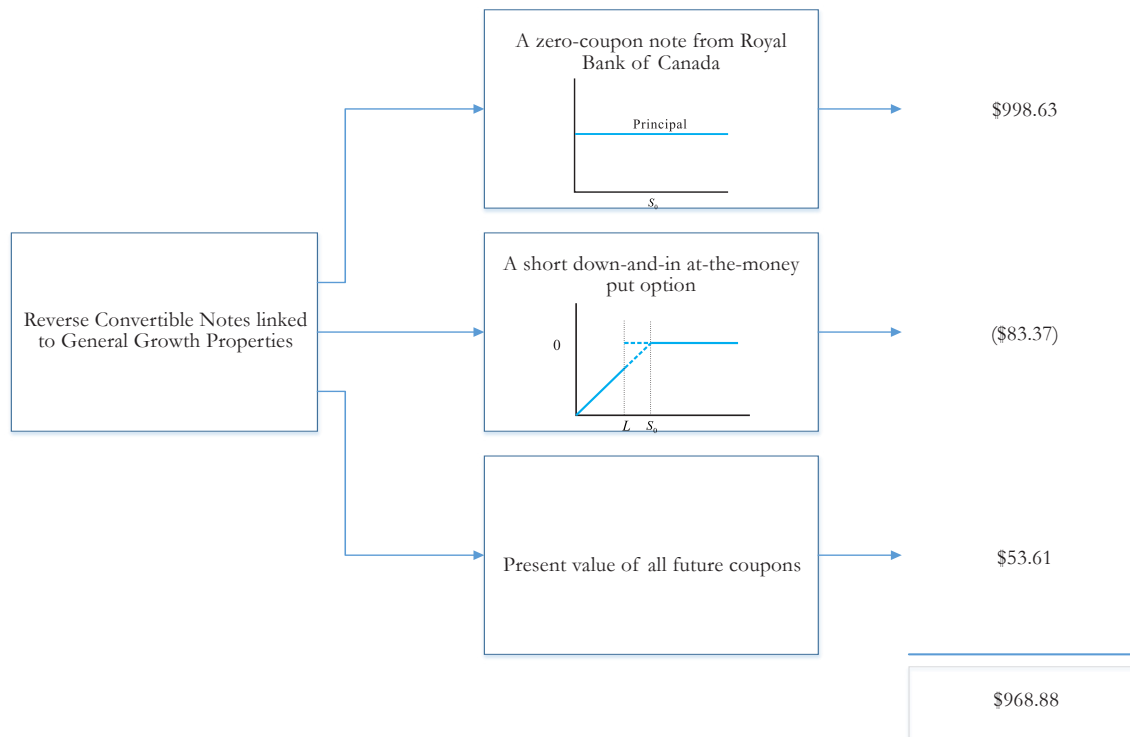 A zero-coupon note from Royal
Bank of Canada
Principal
S₀
$998.63
Reverse Convertible Notes linked
to General Growth Properties
A short down-and-in at-the-money
put option
0
L S₀
($83.37)
Present value of all future coupons
$53.61
$968.88